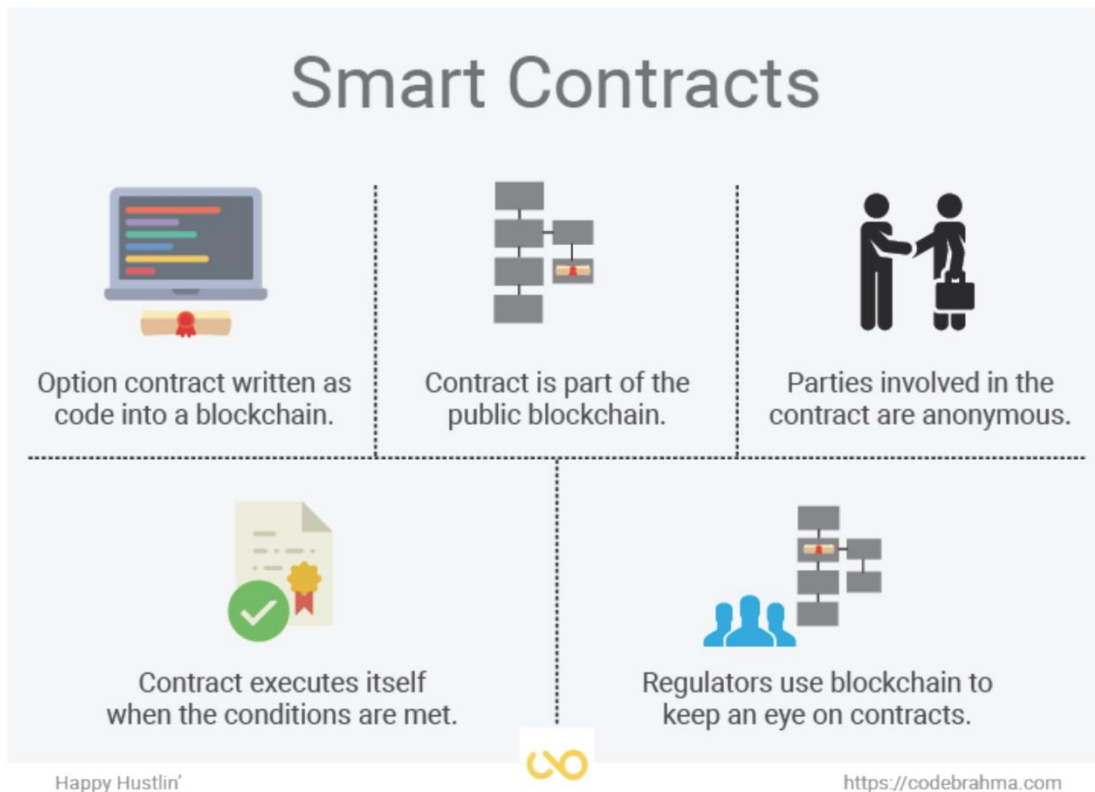 Smart Contracts
Option contract written as
code into a blockchain.
Contract is part of the
public blockchain.
Parties involved in the
contract are anonymous.
Contract executes itself
when the conditions are met.
Regulators use blockchain to
keep an eye on contracts.
Happy Hustlin'
https://codebrahma.com